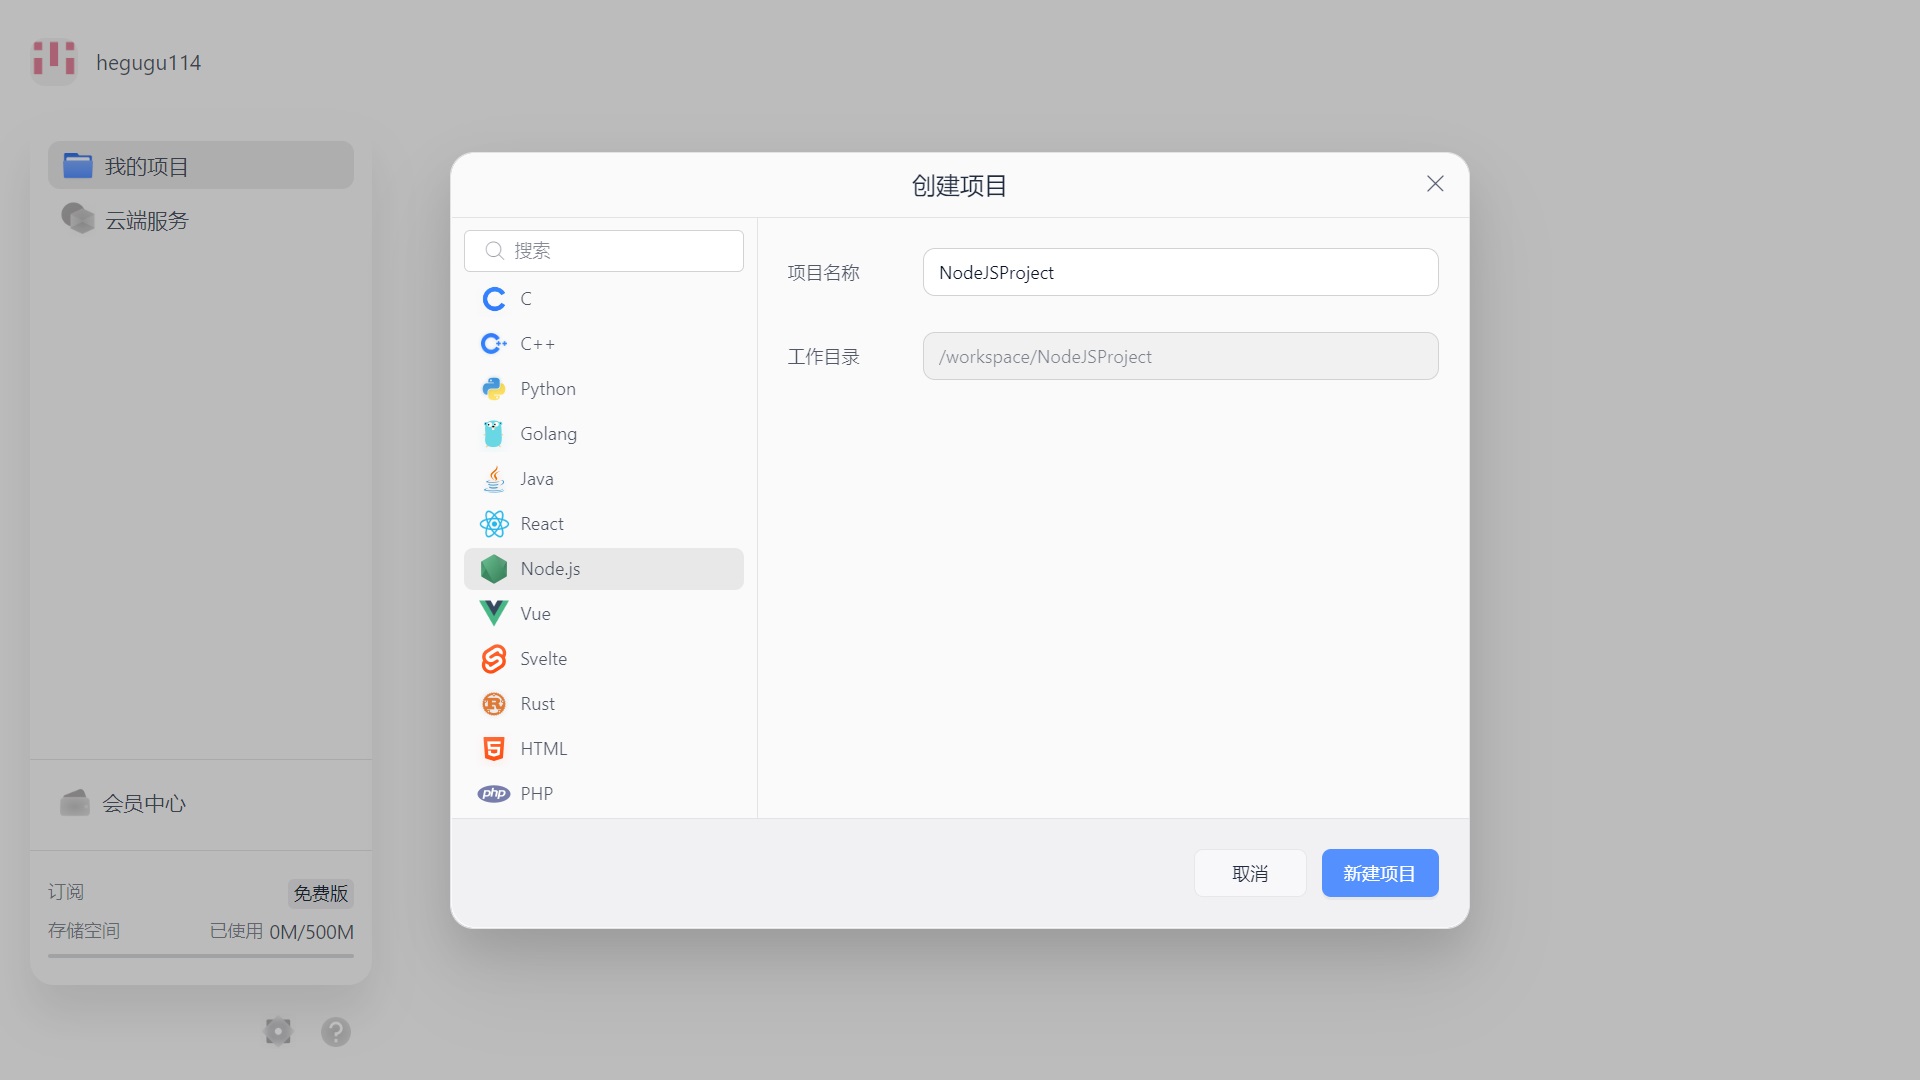 hegugu114
我的项目
云端服务
会员中心
订阅
免费版
存储空间
已使用 0M/500M
创建项目
搜索
C
C++
Python
Golang
Java
React
Node.js
Vue
Svelte
Rust
HTML
php PHP
项目名称
NodeJSProject
工作目录
/workspace/NodeJSProject
取消
新建项目